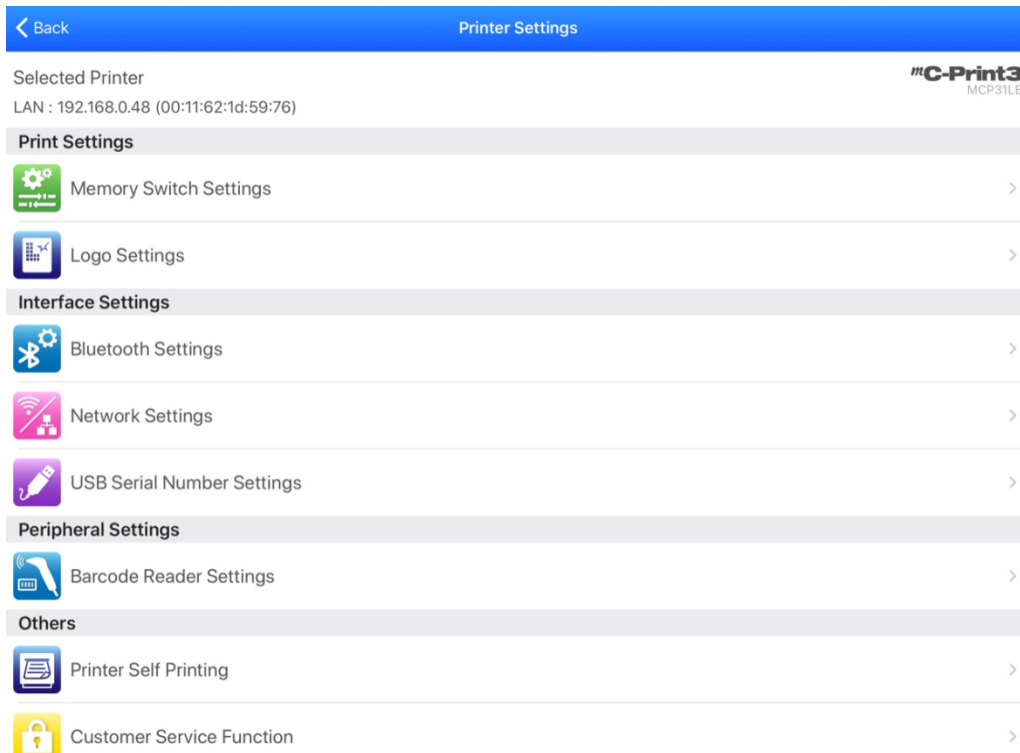 Back
Printer Settings
Selected Printer
mC-Print3
MCP31LB
LAN : 192.168.0.48 (00:11:62:1d:59:76)
Print Settings
Memory Switch Settings
Logo Settings
Interface Settings
Bluetooth Settings
Network Settings
USB Serial Number Settings
Peripheral Settings
Barcode Reader Settings
Others
Printer Self Printing
Customer Service Function